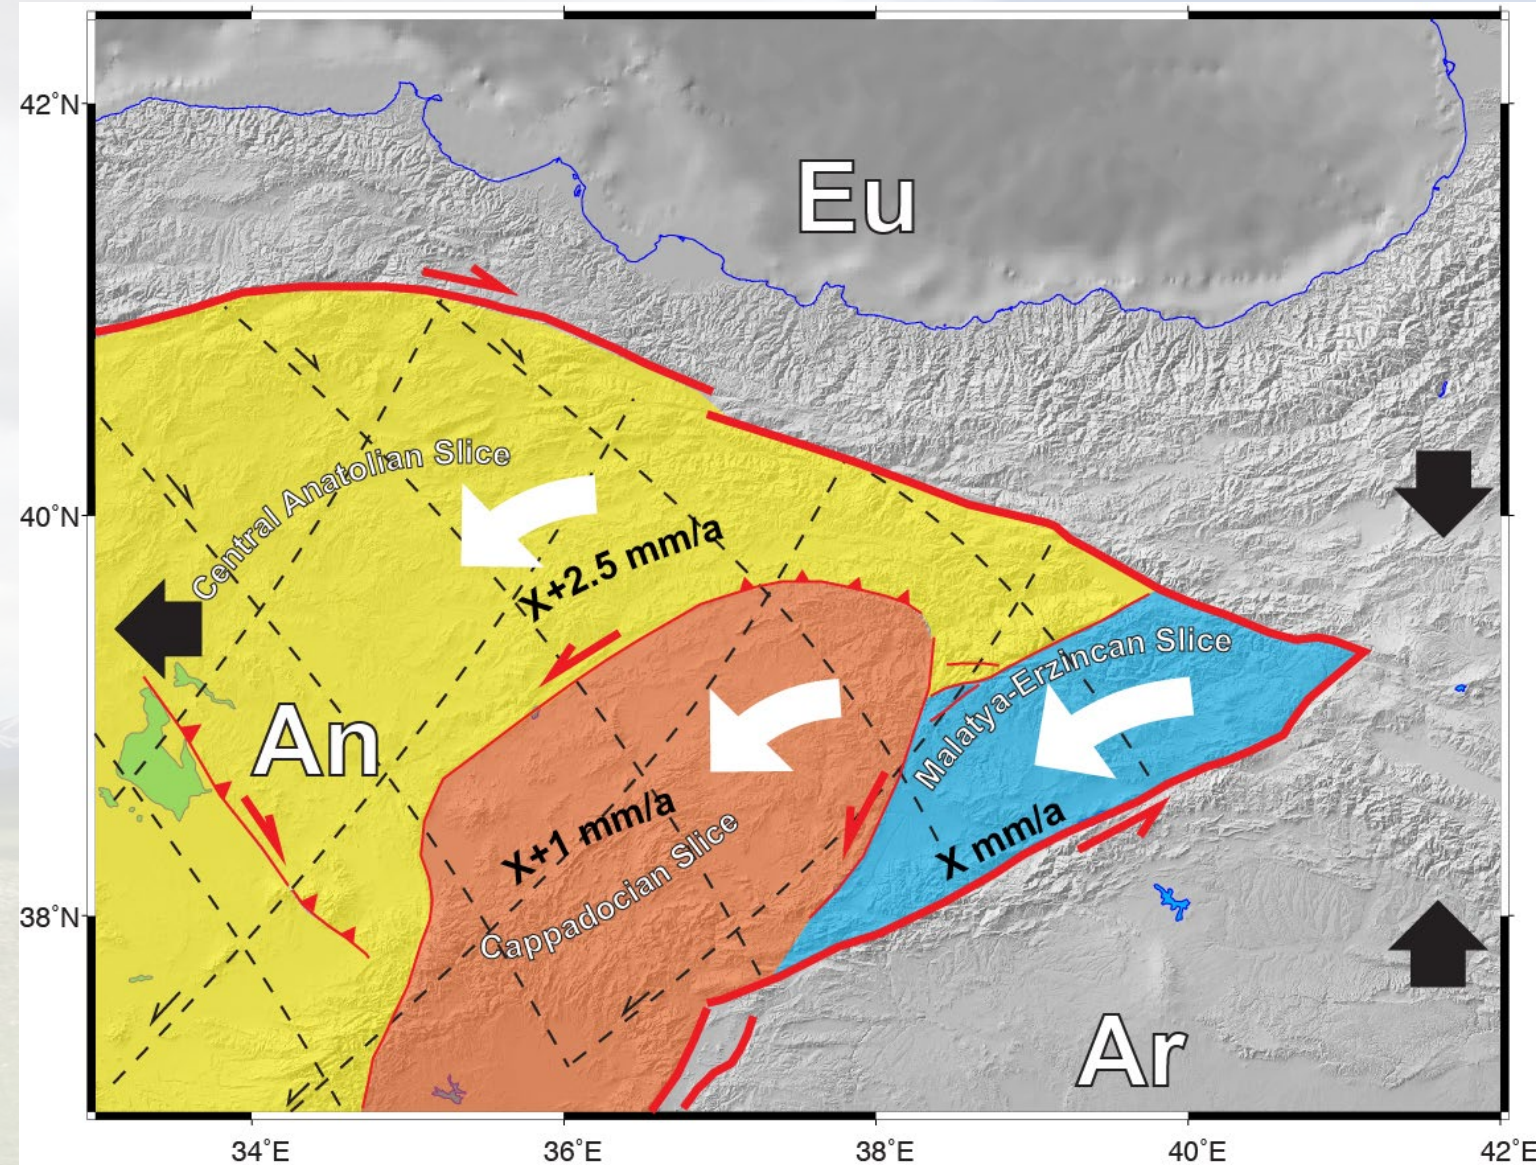 42°N
Eu
Central Anatolian Slice
40°N
X+2.5 mm/a
Malatya-Erzincan Slice
An
X mm/a
X+1 mm/a
Cappadocian Slice
38°N
Ar
34°E
36°E
38°E
40°E
42°E